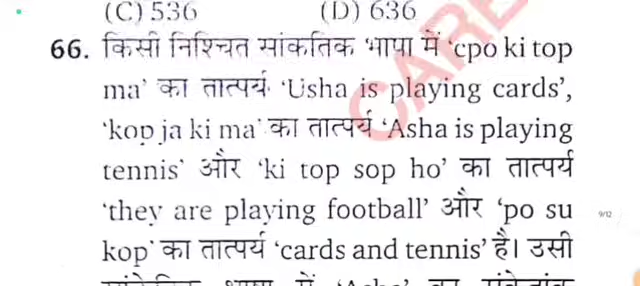 (C) 536 (D) 636
66. किसी निश्चित सांकतिक भाषा में 'cpo ki top
ma' का तात्पर्य 'Usha is playing cards',
'kop ja ki ma' का तात्पर्य 'Asha is playing
tennis' और 'ki top sop ho' का तात्पर्य
'they are playing football' और 'po su
kop' का तात्पर्य 'cards and tennis' है। उसी